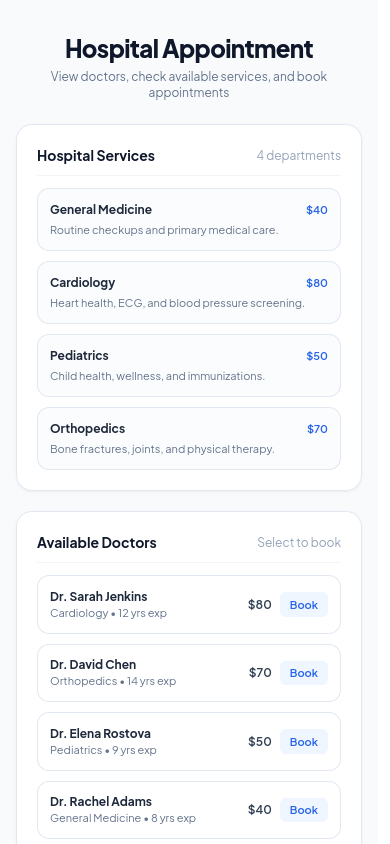 Hospital Appointment
View doctors, check available services, and book
appointments
Hospital Services 4 departments
General Medicine $40
Routine checkups and primary medical care.
Cardiology $80
Heart health, ECG, and blood pressure screening.
Pediatrics $50
Child health, wellness, and immunizations.
Orthopedics $70
Bone fractures, joints, and physical therapy.
Available Doctors Select to book
Dr. Sarah Jenkins
Cardiology • 12 yrs exp
$80 Book
Dr. David Chen
Orthopedics • 14 yrs exp
$70 Book
Dr. Elena Rostova
Pediatrics • 9 yrs exp
$50 Book
Dr. Rachel Adams
General Medicine • 8 yrs exp
$40 Book